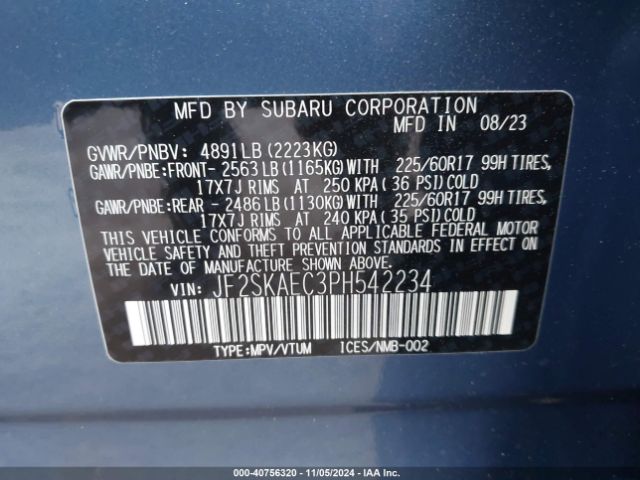 MFD BY SUBARU CORPORATION
MFD IN 08/23
GVWR/PNBV: 4891LB (2223KG)
GAWR/PNBE:FRONT- 2563LB (1165KG)WITH 225/60R17 99H TIRES,
17X7J RIMS AT 250 KPA (36 PSI)COLD
GAWR/PNBE:REAR - 2486LB (1130KG)WITH 225/60R17 99H TIRES,
17X7J RIMS AT 240 KPA (35 PSI)COLD
THIS VEHICLE CONFORMS TO ALL APPLICABLE FEDERAL MOTOR
VEHICLE SAFETY AND THEFT PREVENTION STANDARDS IN EFFECT ON
THE DATE OF MANUFACTURE SHOWN ABOVE.
VIN: JF2SKAEC3PH542234
TYPE:MPV/VTUM ICES/NMB-002
000-40756320 - 11/05/2024 - IAA Inc.